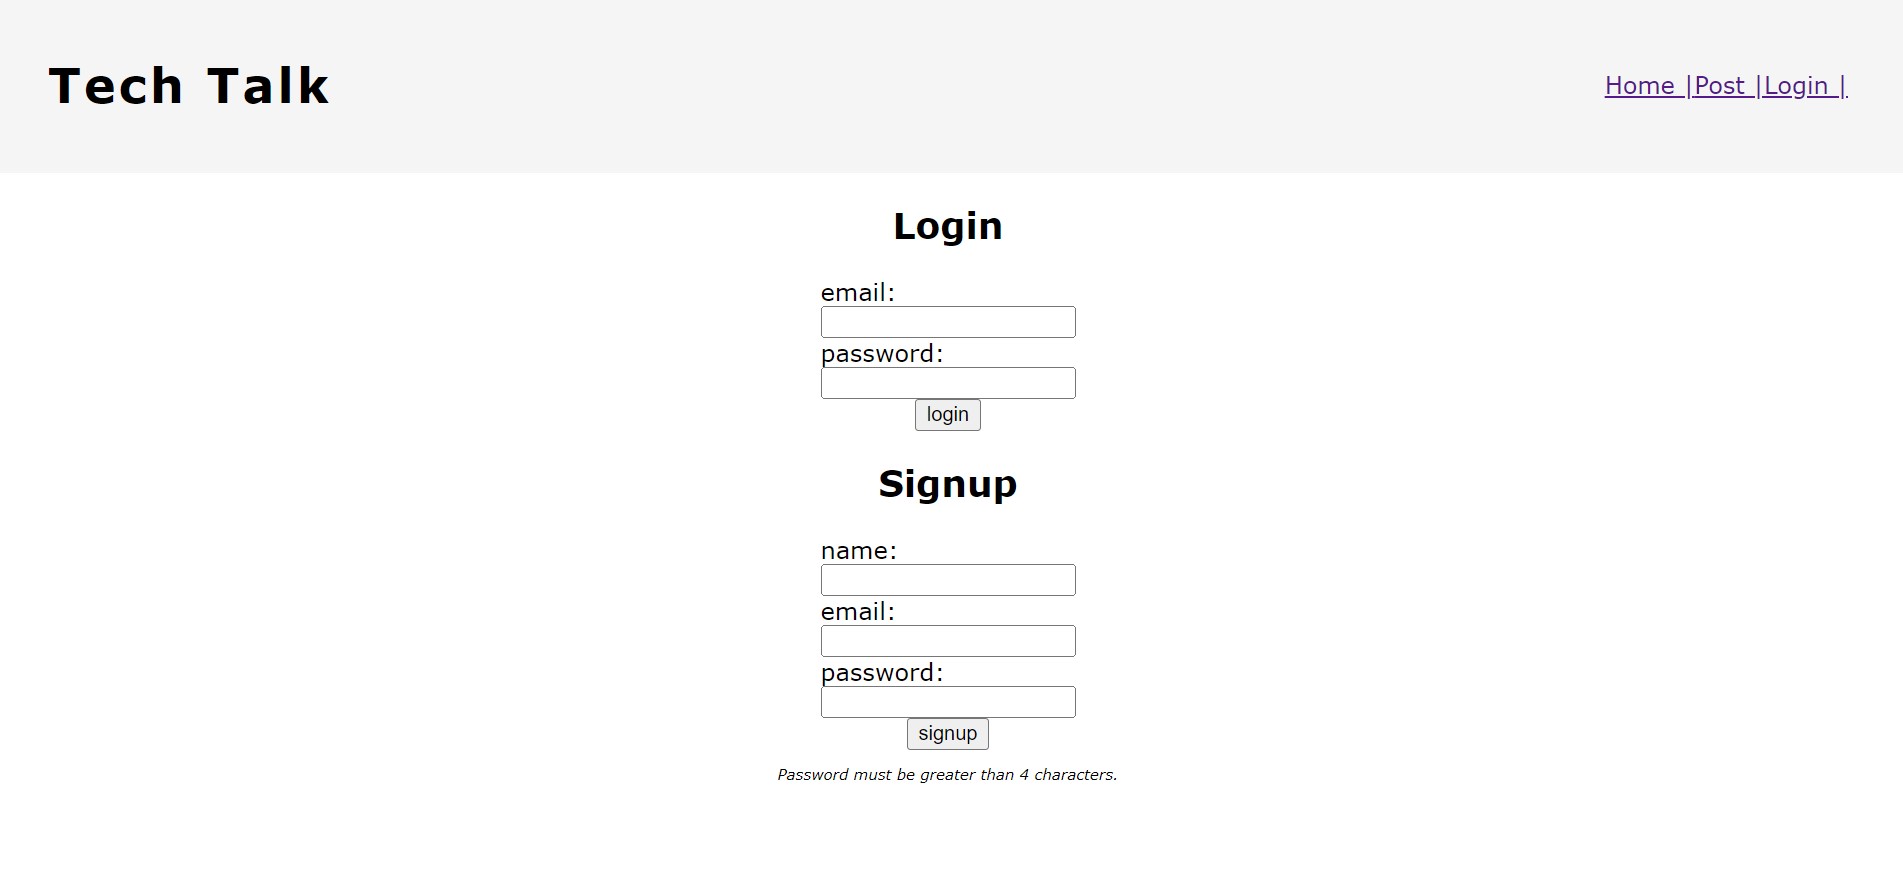 Tech Talk
Home |Post |Login |
Login
email:
password:
login
Signup
name:
email:
password:
signup
Password must be greater than 4 characters.